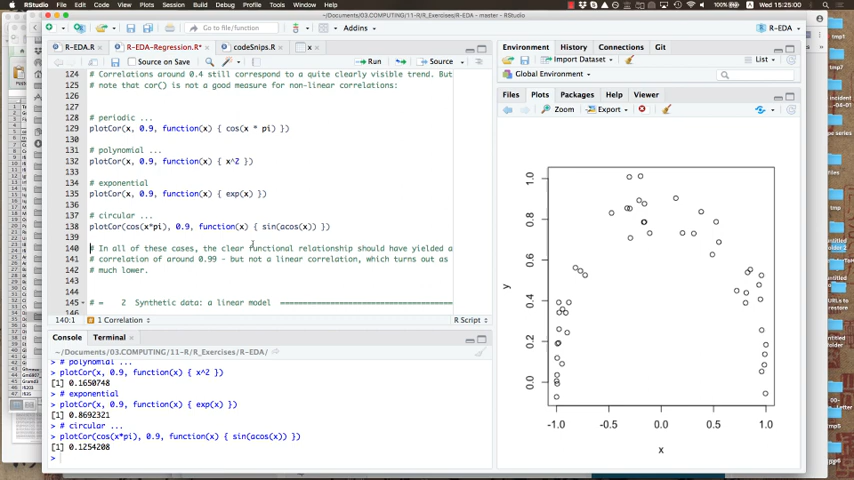 RStudio File Edit Code View Plots Session Build Debug Profile Tools Window Help 100% Wed 15:25:00
~/Documents/03.COMPUTING/11-R/R_Exercises/R-EDA - master - RStudio
Go to file/function Addins R-EDA
R-EDA.R R-EDA-Regression.R* codeSnips.R x
Source on Save Run Source
124 # Correlations around 0.4 still correspond to a quite clearly visible trend. But
125 # note that cor() is not a good measure for non-linear correlations:
126
127
128 # periodic ...
129 plotCor(x, 0.9, function(x) { cos(x * pi) })
130
131 # polynomial ...
132 plotCor(x, 0.9, function(x) { x^2 })
133
134 # exponential
135 plotCor(x, 0.9, function(x) { exp(x) })
136
137 # circular ...
138 plotCor(cos(x*pi), 0.9, function(x) { sin(acos(x)) })
139
140 # In all of these cases, the clear functional relationship should have yielded a
141 # correlation of around 0.99 - but not a linear correlation, which turns out as
142 # much lower.
143
144
145 # = 2 Synthetic data: a linear model ====================================
146
140:1 1 Correlation R Script
Console Terminal
~/Documents/03.COMPUTING/11-R/R_Exercises/R-EDA/
> # polynomial ...
> plotCor(x, 0.9, function(x) { x^2 })
[1] 0.1650748
> # exponential
> plotCor(x, 0.9, function(x) { exp(x) })
[1] 0.8692321
> # circular ...
> plotCor(cos(x*pi), 0.9, function(x) { sin(acos(x)) })
[1] 0.1254208
>
Environment History Connections Git
Import Dataset List
Global Environment
Files Plots Packages Help Viewer
Zoom Export
1.0
0.8
0.6
0.4
0.2
0.0
y
-1.0 -0.5 0.0 0.5 1.0
x
tmp1
tmp7